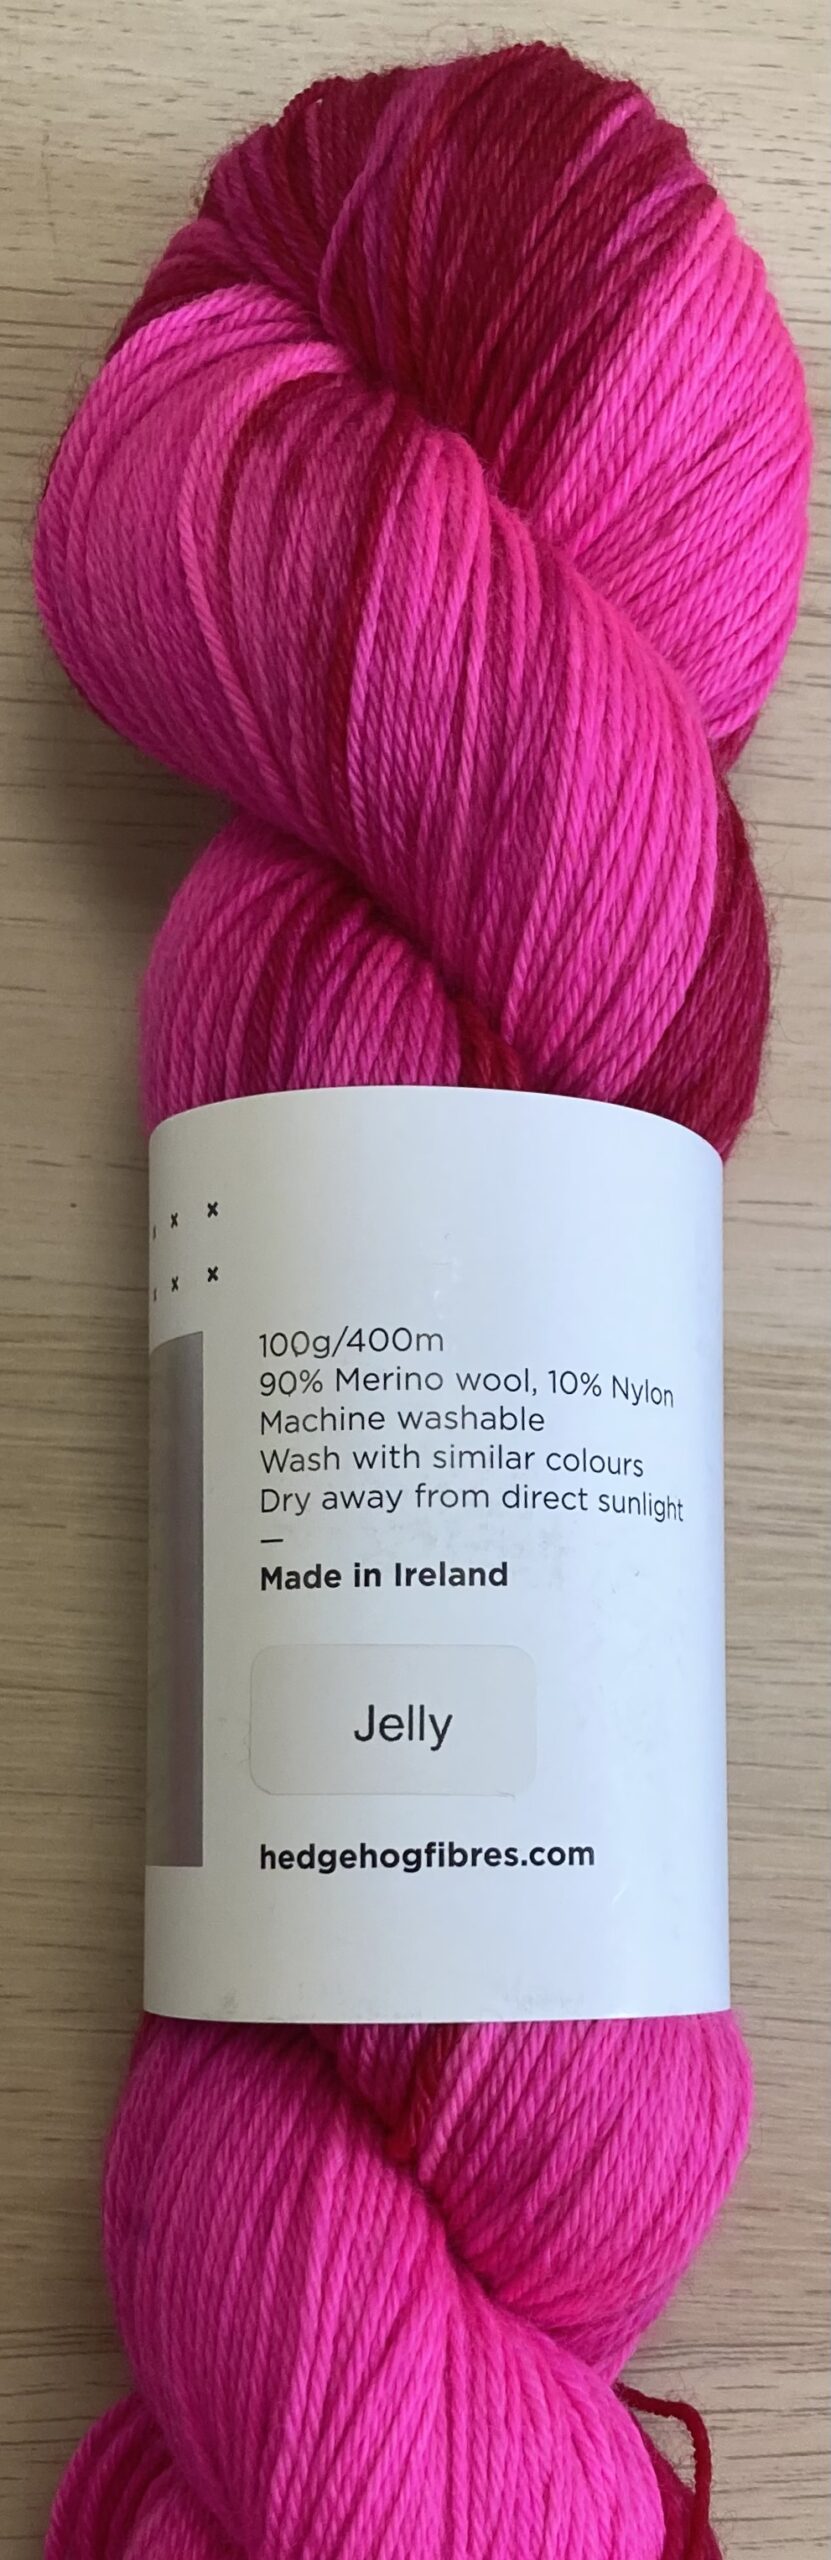 x x
x x
100g/400m
90% Merino wool, 10% Nylon
Machine washable
Wash with similar colours
Dry away from direct sunlight
—
Made in Ireland
Jelly
hedgehogfibres.com